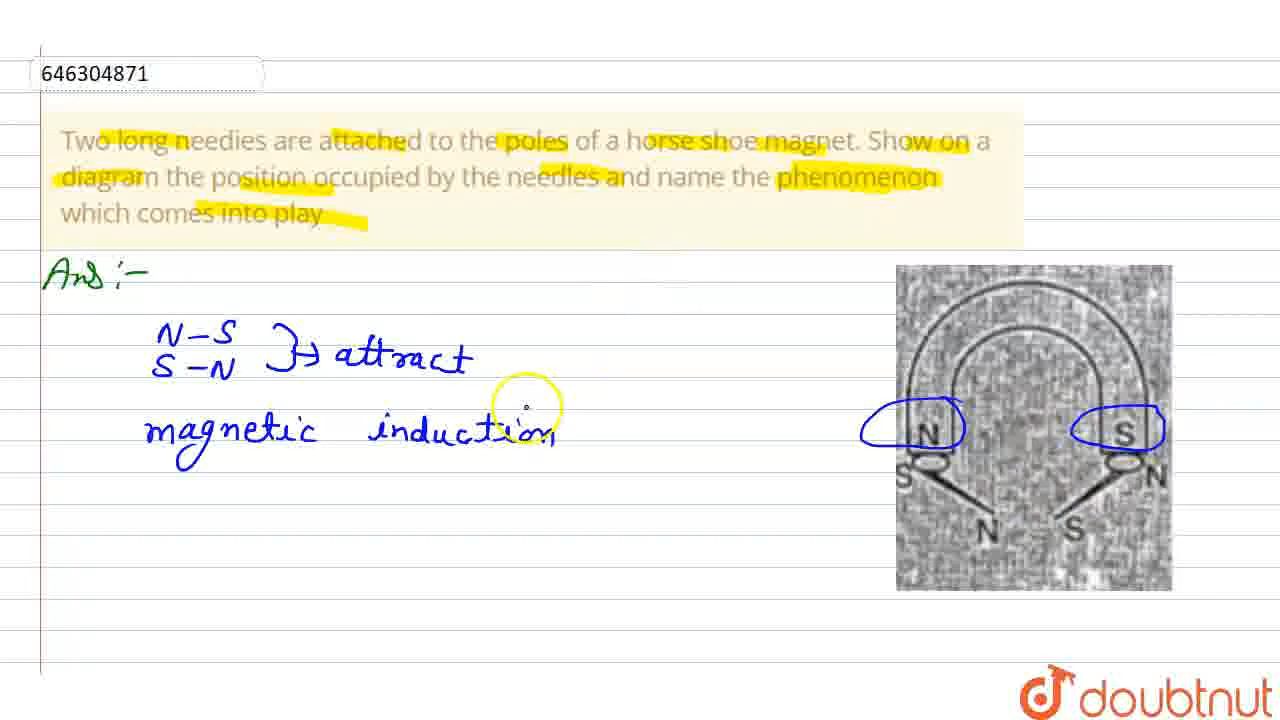 646304871
Two long needies are attached to the poles of a horse shoe magnet. Show on a
diagram the position occupied by the needles and name the phenomenon
which comes into play
Ans :-
N - S
S - N
} → attract
magnetic induction
N S
S N
N S
doubtnut